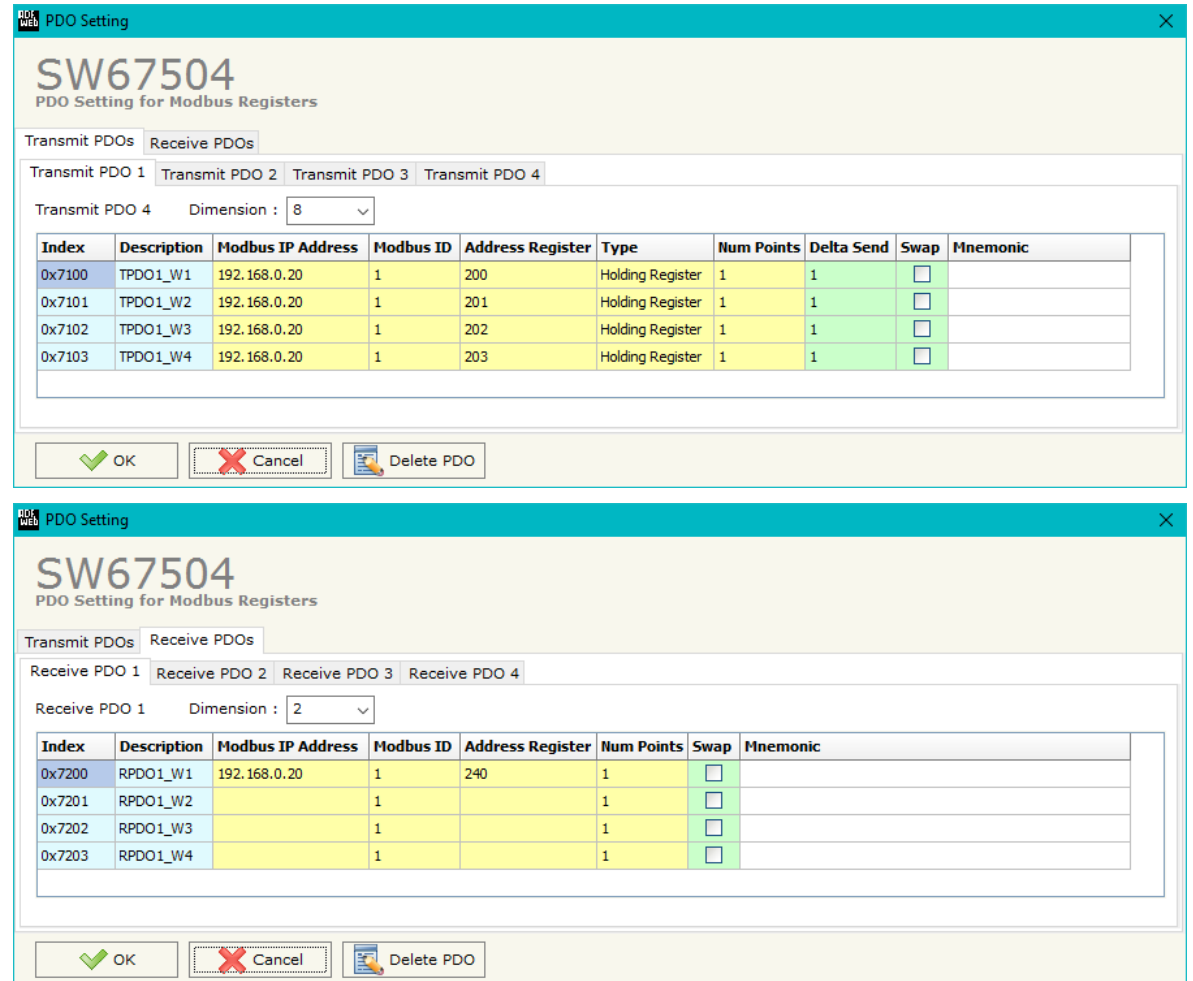 ADF WEB PDO Setting
SW67504
PDO Setting for Modbus Registers
Transmit PDOs Receive PDOs
Transmit PDO 1 Transmit PDO 2 Transmit PDO 3 Transmit PDO 4
Transmit PDO 4 Dimension : 8
Index Description Modbus IP Address Modbus ID Address Register Type Num Points Delta Send Swap Mnemonic
0x7100 TPDO1_W1 192.168.0.20 1 200 Holding Register 1 1
0x7101 TPDO1_W2 192.168.0.20 1 201 Holding Register 1 1
0x7102 TPDO1_W3 192.168.0.20 1 202 Holding Register 1 1
0x7103 TPDO1_W4 192.168.0.20 1 203 Holding Register 1 1
OK Cancel Delete PDO
ADF WEB PDO Setting
SW67504
PDO Setting for Modbus Registers
Transmit PDOs Receive PDOs
Receive PDO 1 Receive PDO 2 Receive PDO 3 Receive PDO 4
Receive PDO 1 Dimension : 2
Index Description Modbus IP Address Modbus ID Address Register Num Points Swap Mnemonic
0x7200 RPDO1_W1 192.168.0.20 1 240 1
0x7201 RPDO1_W2 1 1
0x7202 RPDO1_W3 1 1
0x7203 RPDO1_W4 1 1
OK Cancel Delete PDO